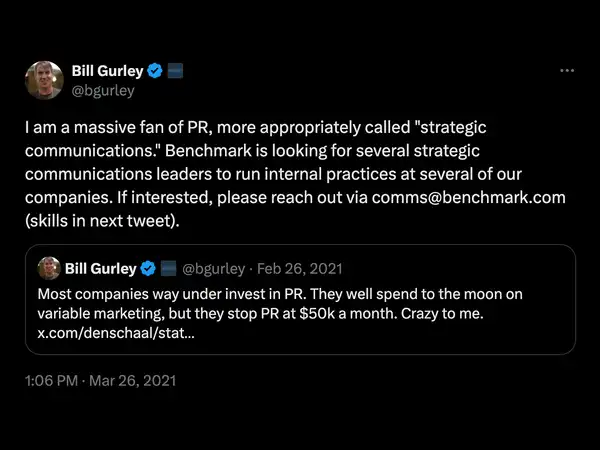 Bill Gurley
@bgurley
I am a massive fan of PR, more appropriately called "strategic
communications." Benchmark is looking for several strategic
communications leaders to run internal practices at several of our
companies. If interested, please reach out via comms@benchmark.com
(skills in next tweet).
Bill Gurley @bgurley · Feb 26, 2021
Most companies way under invest in PR. They well spend to the moon on
variable marketing, but they stop PR at $50k a month. Crazy to me.
x.com/denschaal/stat...
1:06 PM · Mar 26, 2021